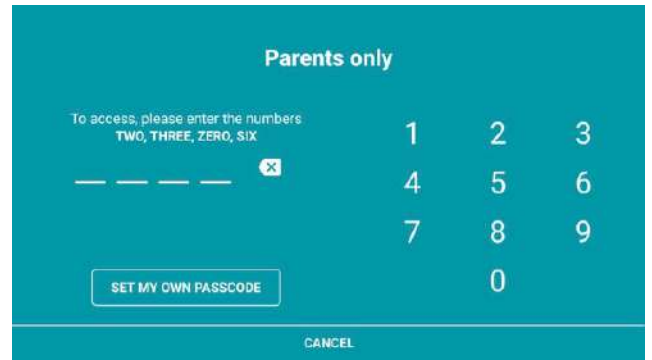 Parents only
To access, please enter the numbers
TWO, THREE, ZERO, SIX
1 2 3
4 5 6
7 8 9
0
SET MY OWN PASSCODE
CANCEL